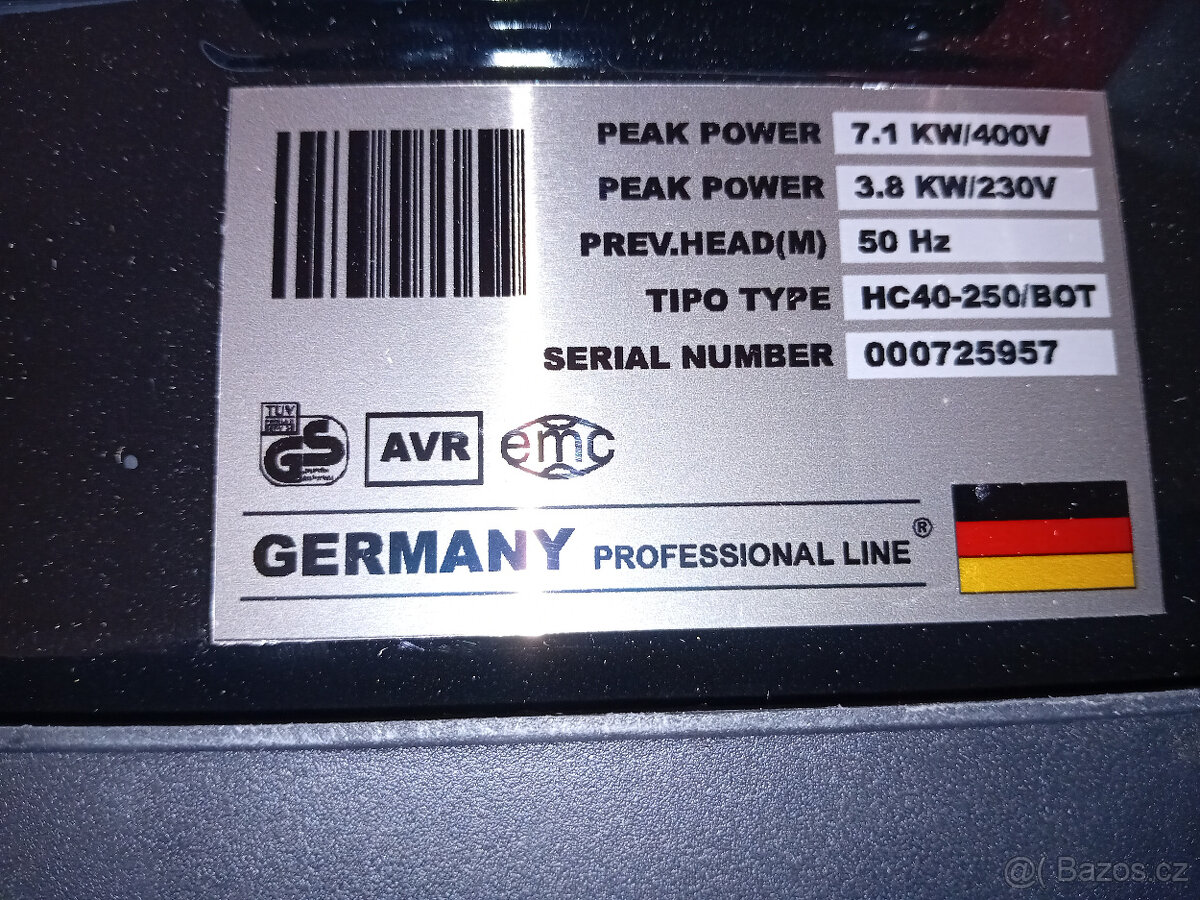 PEAK POWER 7.1 KW/400V
PEAK POWER 3.8 KW/230V
PREV.HEAD(M) 50 Hz
TIPO TYPE HC40-250/BOT
SERIAL NUMBER 000725957
TUV
GS
AVR
emc
GERMANY PROFESSIONAL LINE®
@( Bazos.cz